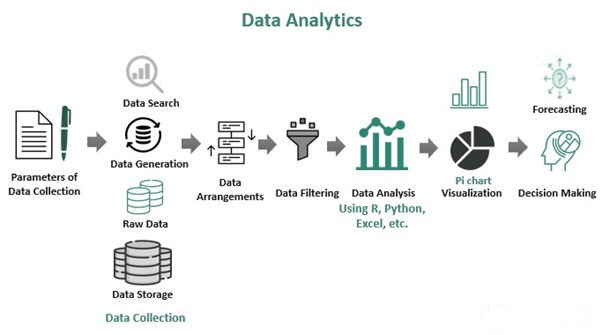 Data Analytics
Parameters of
Data Collection
Data Search
Data Generation
Raw Data
Data Storage
Data Collection
Data
Arrangements
Data Filtering
Data Analysis
Using R, Python,
Excel, etc.
Pi chart
Visualization
?
Forecasting
Decision Making